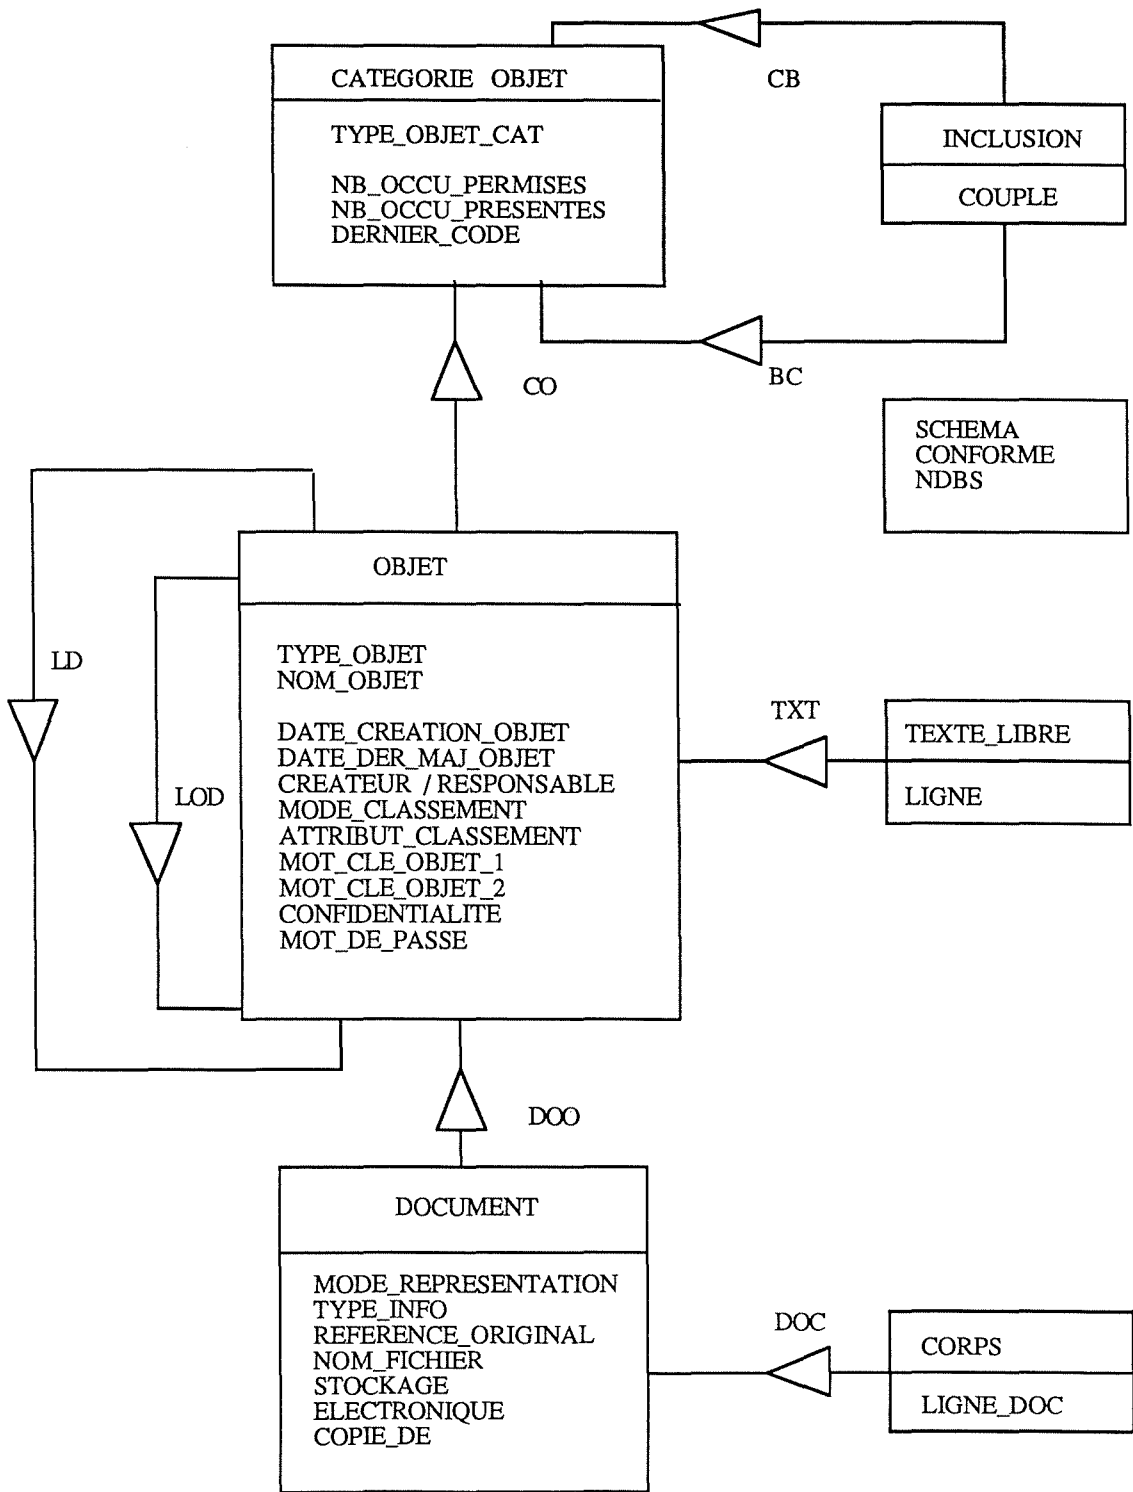 CATEGORIE OBJET
TYPE_OBJET_CAT
NB_OCCU_PERMISES
NB_OCCU_PRESENTES
DERNIER_CODE
CB
INCLUSION
COUPLE
BC
CO
SCHEMA
CONFORME
NDBS
OBJET
TYPE_OBJET
NOM_OBJET
DATE_CREATION_OBJET
DATE_DER_MAJ_OBJET
CREATEUR / RESPONSABLE
MODE_CLASSEMENT
ATTRIBUT_CLASSEMENT
MOT_CLE_OBJET_1
MOT_CLE_OBJET_2
CONFIDENTIALITE
MOT_DE_PASSE
LD
LOD
TXT
TEXTE_LIBRE
LIGNE
DOO
DOCUMENT
MODE_REPRESENTATION
TYPE_INFO
REFERENCE_ORIGINAL
NOM_FICHIER
STOCKAGE
ELECTRONIQUE
COPIE_DE
DOC
CORPS
LIGNE_DOC